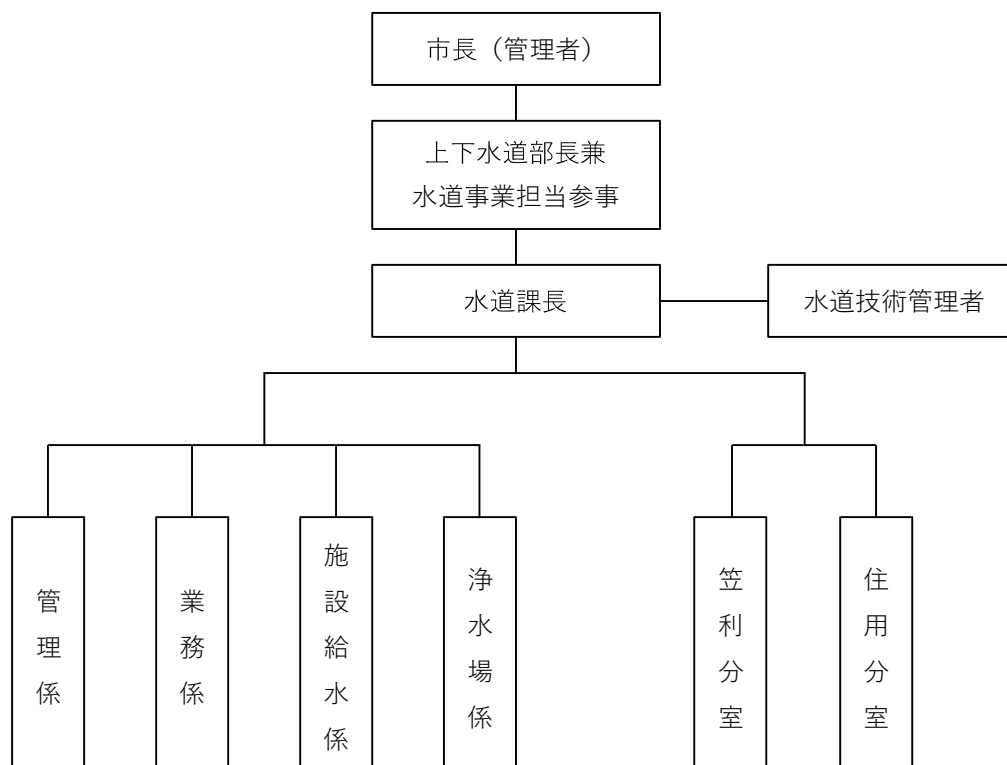 市長（管理者）
上下水道部長兼
水道事業担当参事
水道課長
水道技術管理者
管理係
業務係
施設給水係
浄水場係
笠利分室
住用分室